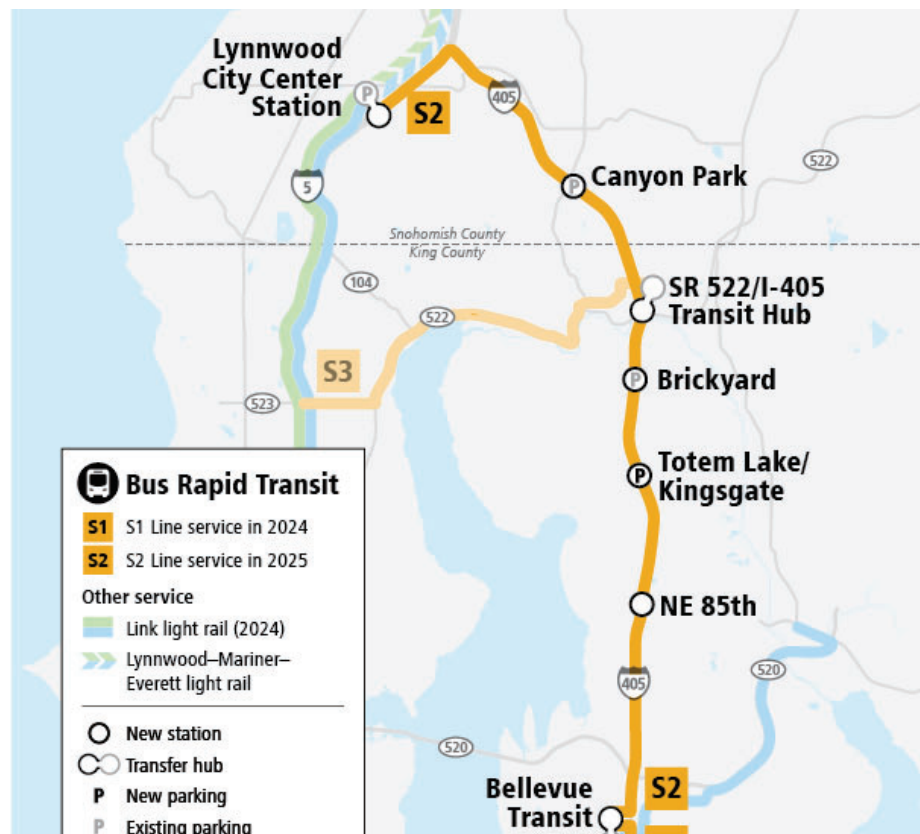 Lynnwood
City Center
Station
P
S2
405
Canyon Park
P
522
5
Snohomish County
King County
104
SR 522/I-405
Transit Hub
522
S3
Brickyard
P
523
Totem Lake/
Kingsgate
P
NE 85th
405
520
520
Bellevue
Transit
S2
Bus Rapid Transit
S1 S1 Line service in 2024
S2 S2 Line service in 2025
Other service
Link light rail (2024)
Lynnwood–Mariner–
Everett light rail
New station
Transfer hub
P New parking
P Existing parking